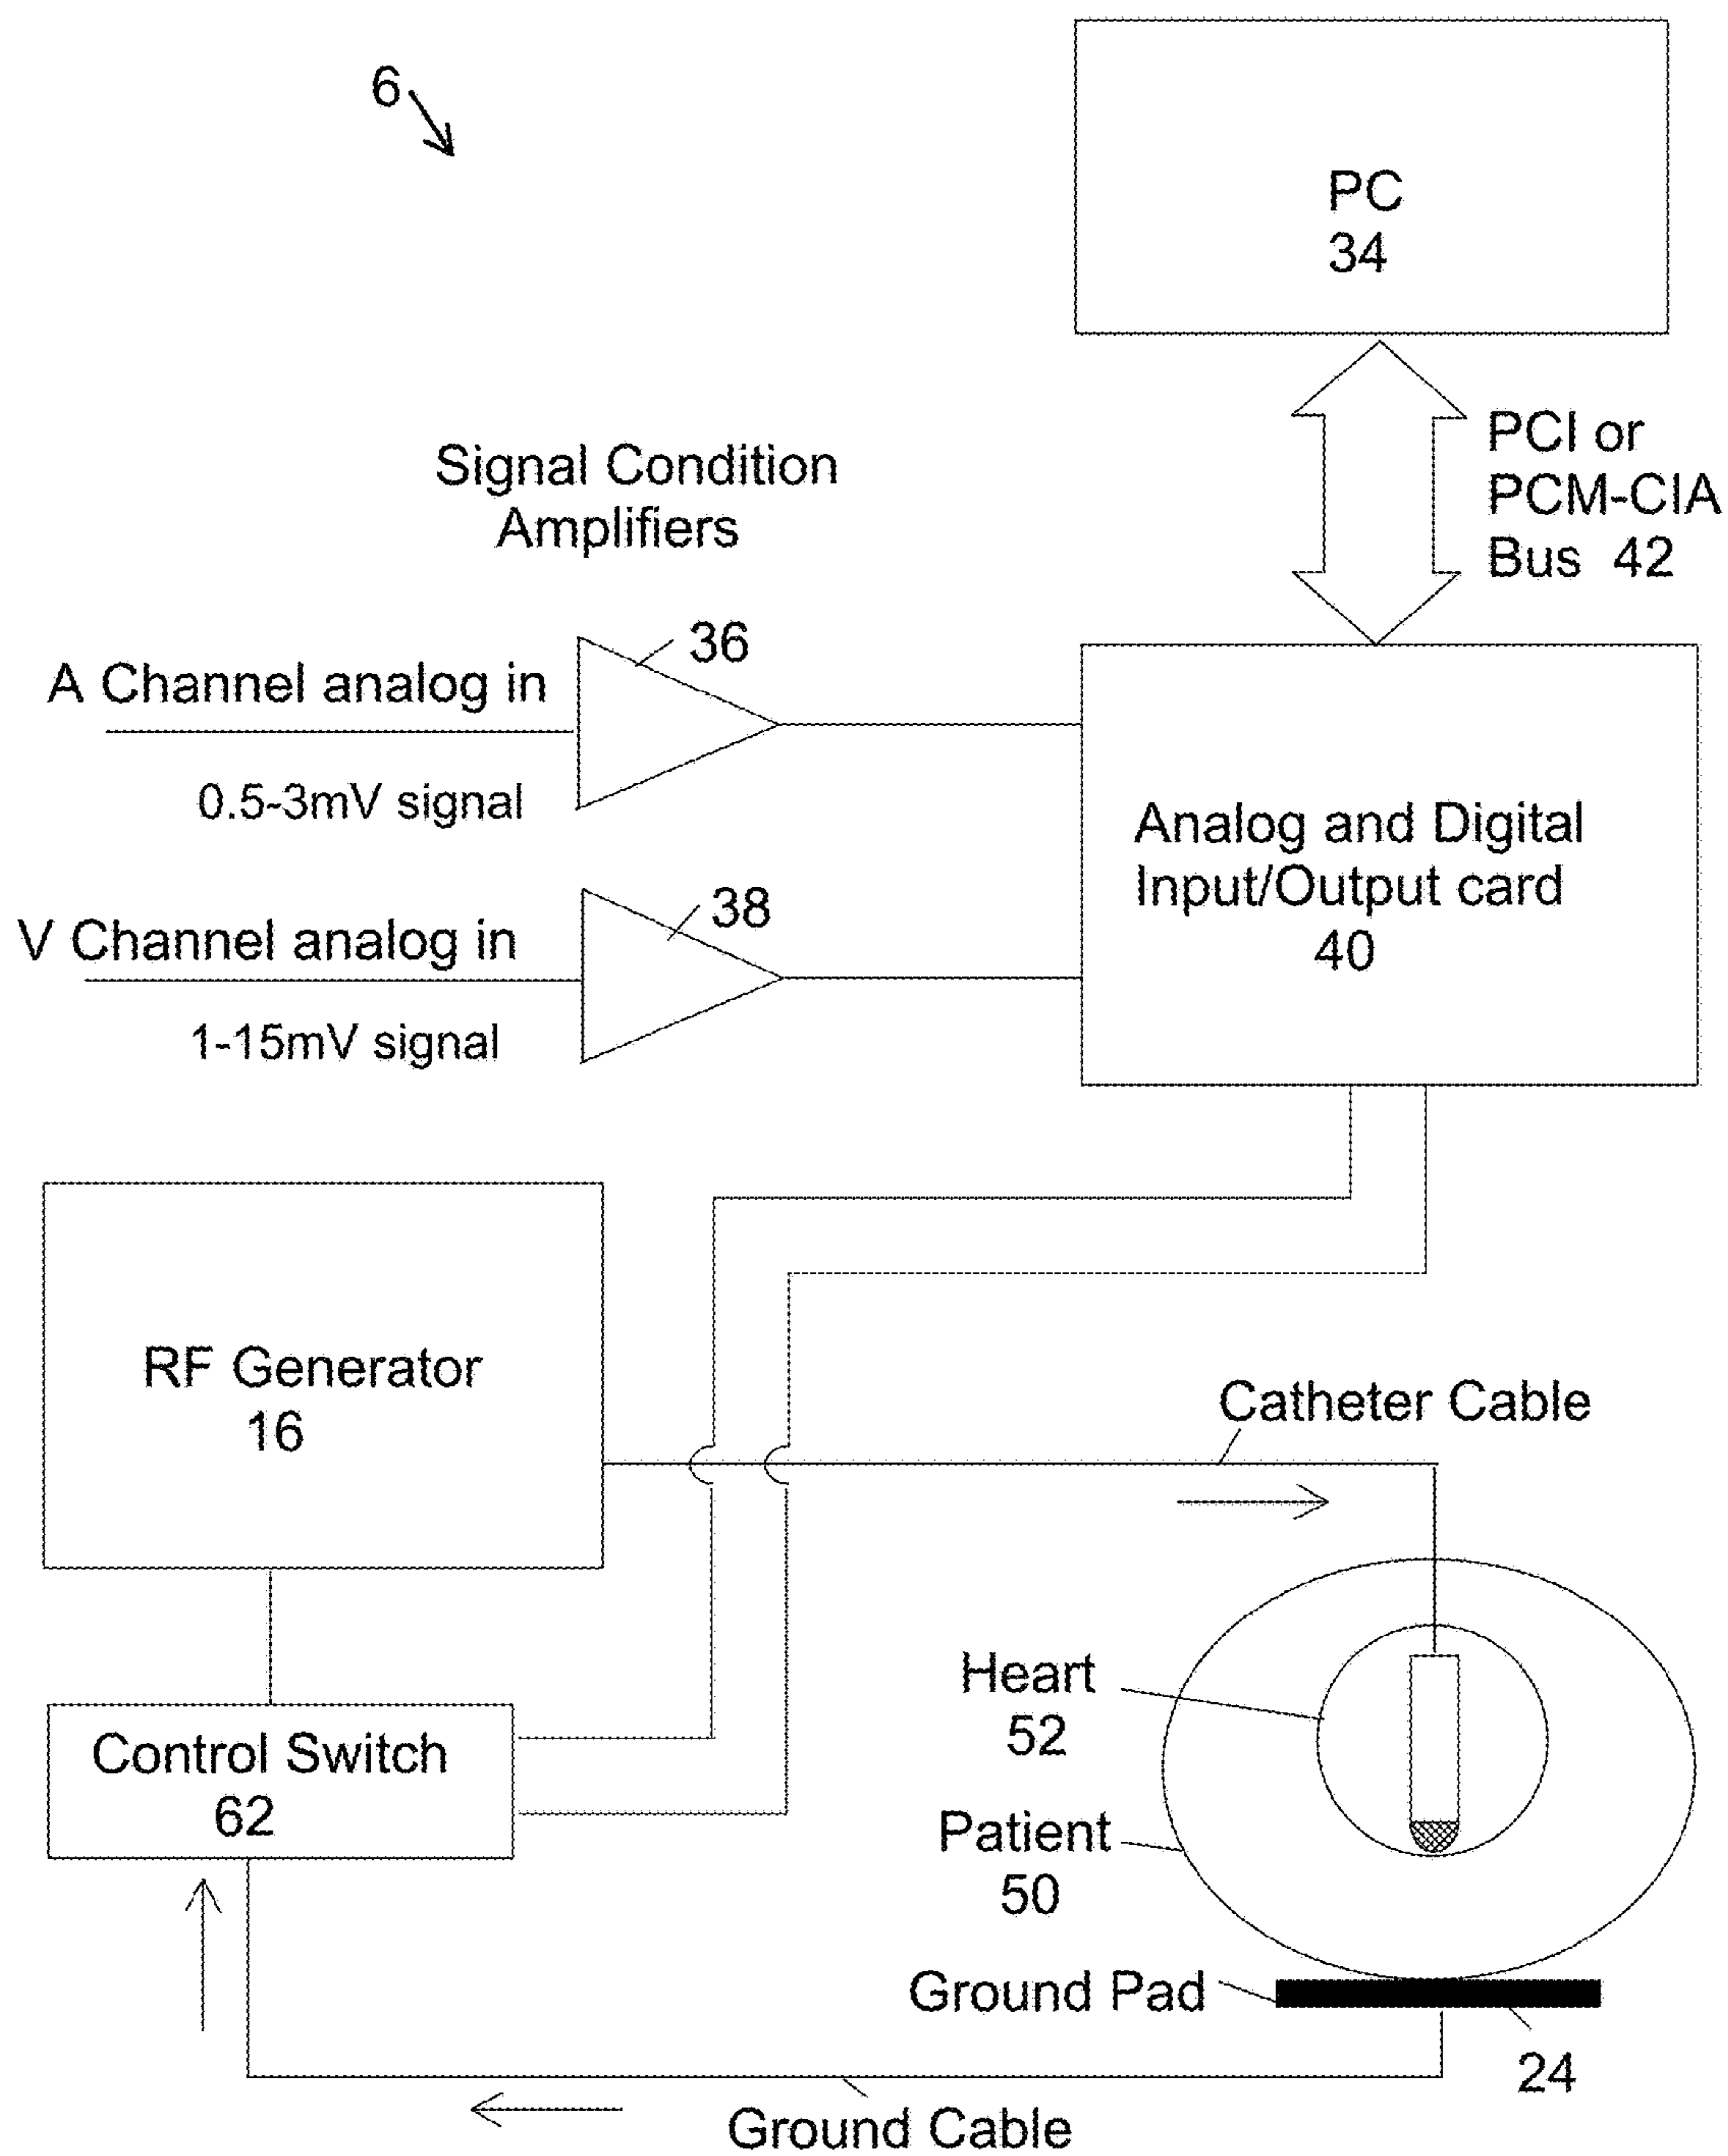 6
PC
34
PCI or
PCM-CIA
Bus 42
Signal Condition
Amplifiers
36
A Channel analog in
0.5-3mV signal
38
V Channel analog in
1-15mV signal
Analog and Digital
Input/Output card
40
RF Generator
16
Catheter Cable
Control Switch
62
Heart
52
Patient
50
Ground Pad
24
Ground Cable